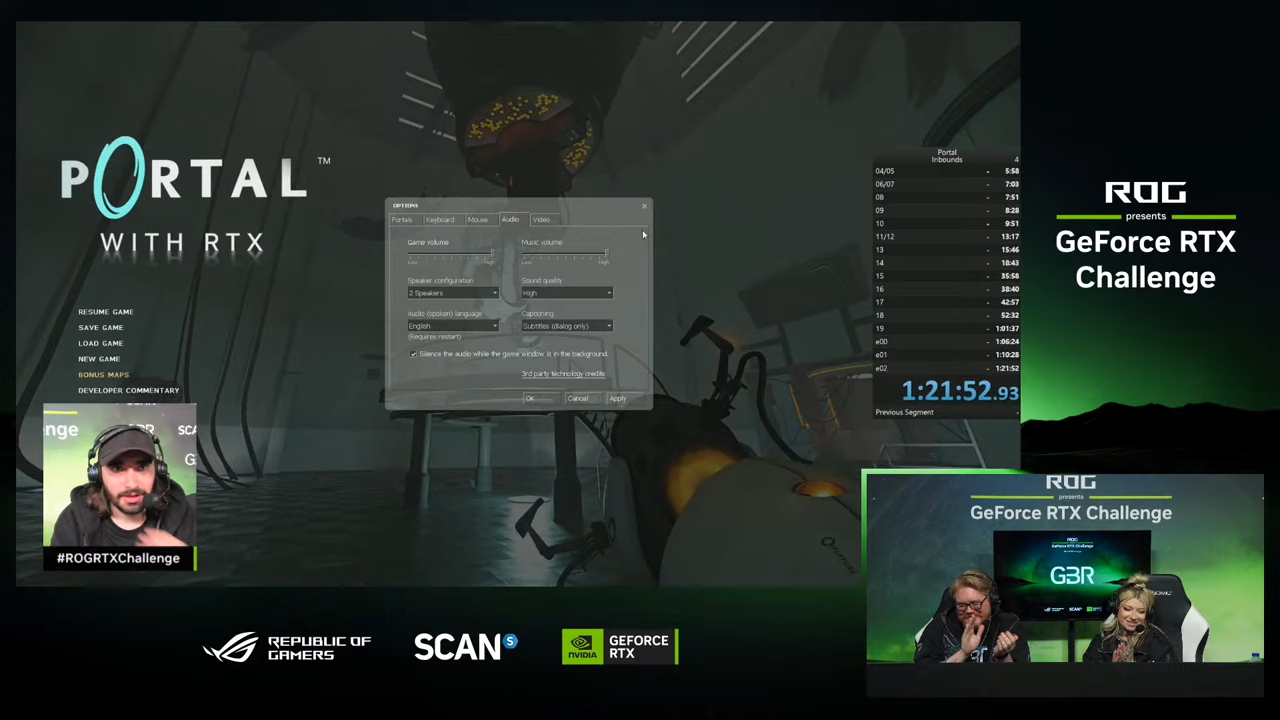 PORTAL™
WITH RTX
RESUME GAME
SAVE GAME
LOAD GAME
NEW GAME
BONUS MAPS
DEVELOPER COMMENTARY
OPTIONS
Portals Keyboard Mouse Audio Video
Game volume Music volume
Low High Low High
Speaker configuration Sound quality
2 Speakers High
Audio (spoken) language Captioning
English Subtitles (dialog only)
(Requires restart)
Silence the audio while the game window is in the background.
3rd party technology credits
OK Cancel Apply
Portal
Inbounds 4
04/05 - 5:58
06/07 - 7:03
08 - 7:51
09 - 8:28
10 - 9:51
11/12 - 13:17
13 - 15:46
14 - 18:43
15 - 35:58
16 - 38:40
17 - 42:57
18 - 52:32
19 - 1:01:37
e00 - 1:06:24
e01 - 1:10:28
e02 - 1:21:52
1:21:52.93
Previous Segment -
ROG
presents
GeForce RTX
Challenge
#ROGRTXChallenge
ROG
presents
GeForce RTX Challenge
GBR
REPUBLIC OF
GAMERS
SCAN S
NVIDIA
GEFORCE
RTX